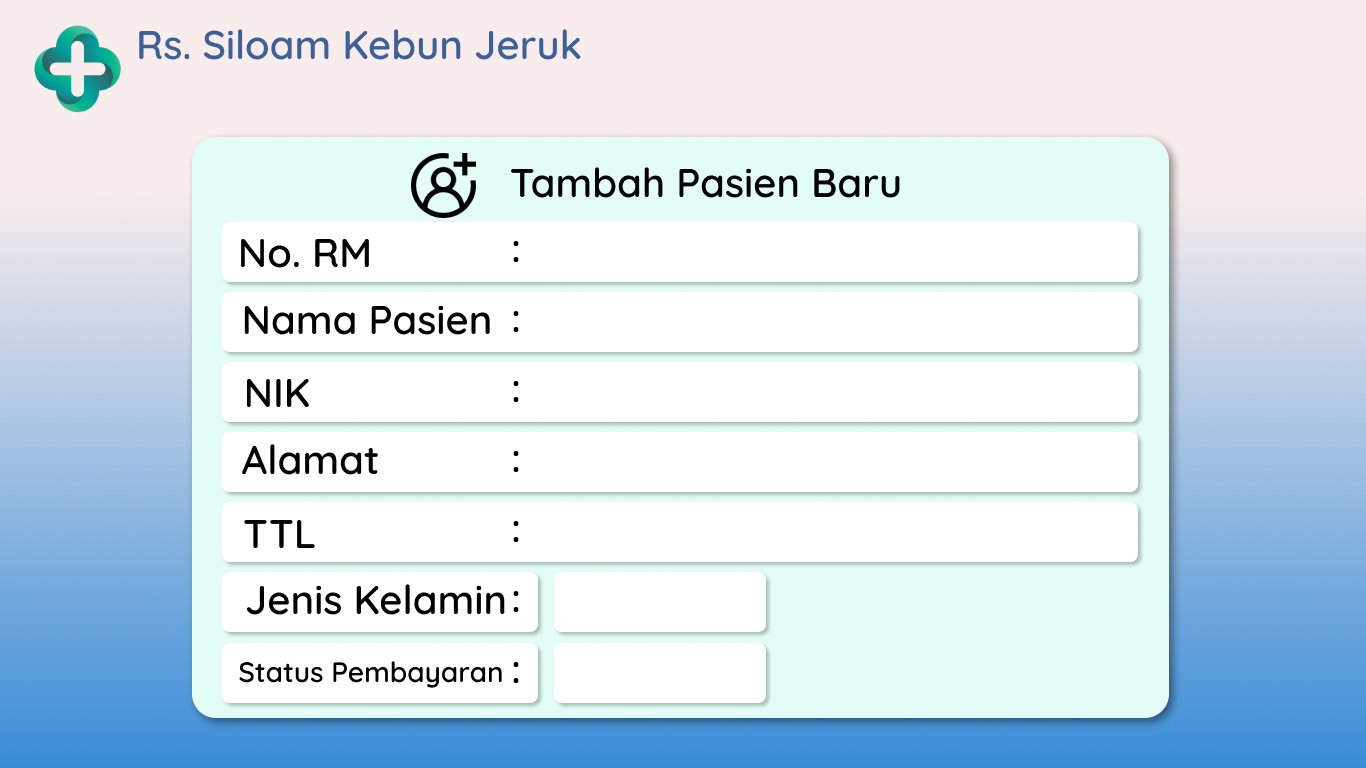 Rs. Siloam Kebun Jeruk
Tambah Pasien Baru
No. RM :
Nama Pasien :
NIK :
Alamat :
TTL :
Jenis Kelamin:
Status Pembayaran :